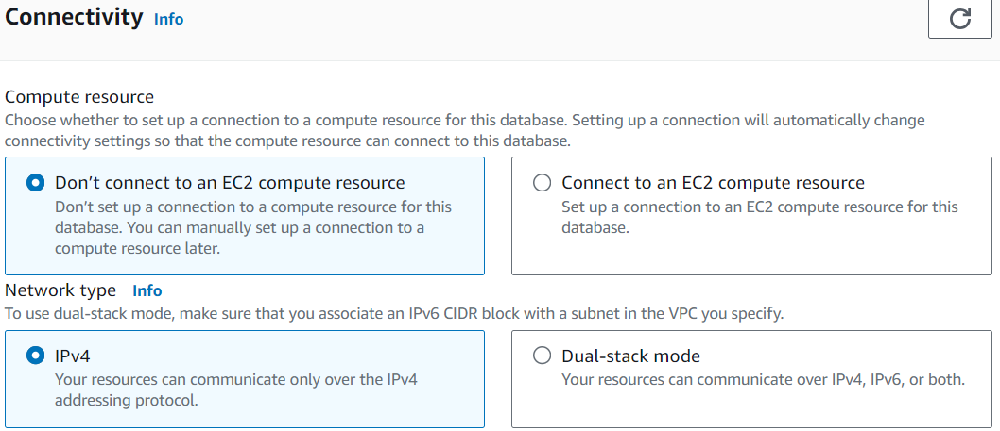 Connectivity Info
Compute resource
Choose whether to set up a connection to a compute resource for this database. Setting up a connection will automatically change
connectivity settings so that the compute resource can connect to this database.
Don’t connect to an EC2 compute resource
Don’t set up a connection to a compute resource for this
database. You can manually set up a connection to a
compute resource later.
Connect to an EC2 compute resource
Set up a connection to an EC2 compute resource for this
database.
Network type Info
To use dual-stack mode, make sure that you associate an IPv6 CIDR block with a subnet in the VPC you specify.
IPv4
Your resources can communicate only over the IPv4
addressing protocol.
Dual-stack mode
Your resources can communicate over IPv4, IPv6, or both.